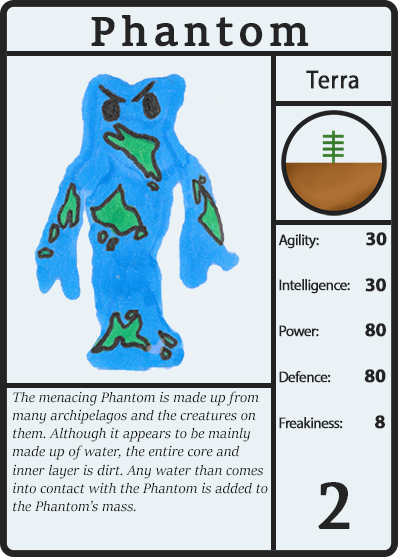 Phantom
Terra
Agility: 30
Intelligence: 30
Power: 80
Defence: 80
Freakiness: 8
2
The menacing Phantom is made up from
many archipelagos and the creatures on
them. Although it appears to be mainly
made up of water, the entire core and
inner layer is dirt. Any water than comes
into contact with the Phantom is added to
the Phantom's mass.